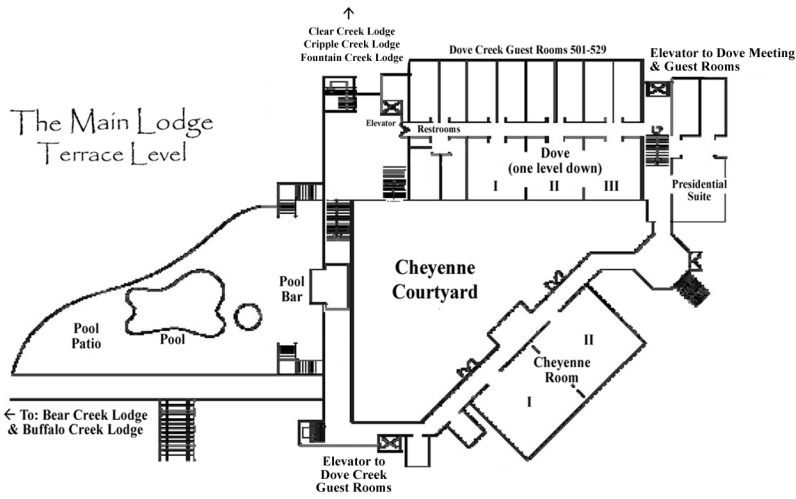 ↑
Clear Creek Lodge
Cripple Creek Lodge
Fountain Creek Lodge
Dove Creek Guest Rooms 501-529
Elevator to Dove Meeting
& Guest Rooms
The Main Lodge
Terrace Level
Elevator
Restrooms
Dove
(one level down)
I
II
III
Presidential
Suite
Cheyenne
Courtyard
Pool
Bar
Pool
Patio
Pool
II
Cheyenne
Room
I
← To: Bear Creek Lodge
& Buffalo Creek Lodge
Elevator to
Dove Creek
Guest Rooms